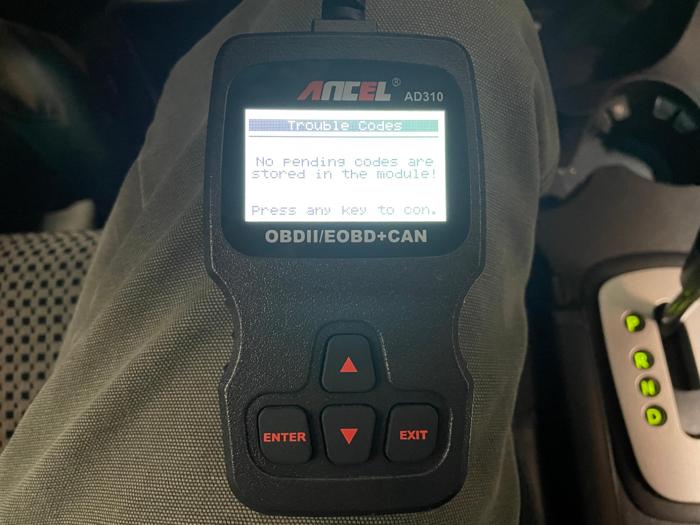 ANCEL® AD310
Trouble Codes
No pending codes are
stored in the module!
Press any key to con.
OBDII/EOBD+CAN
ENTER
EXIT
P
R
N
D